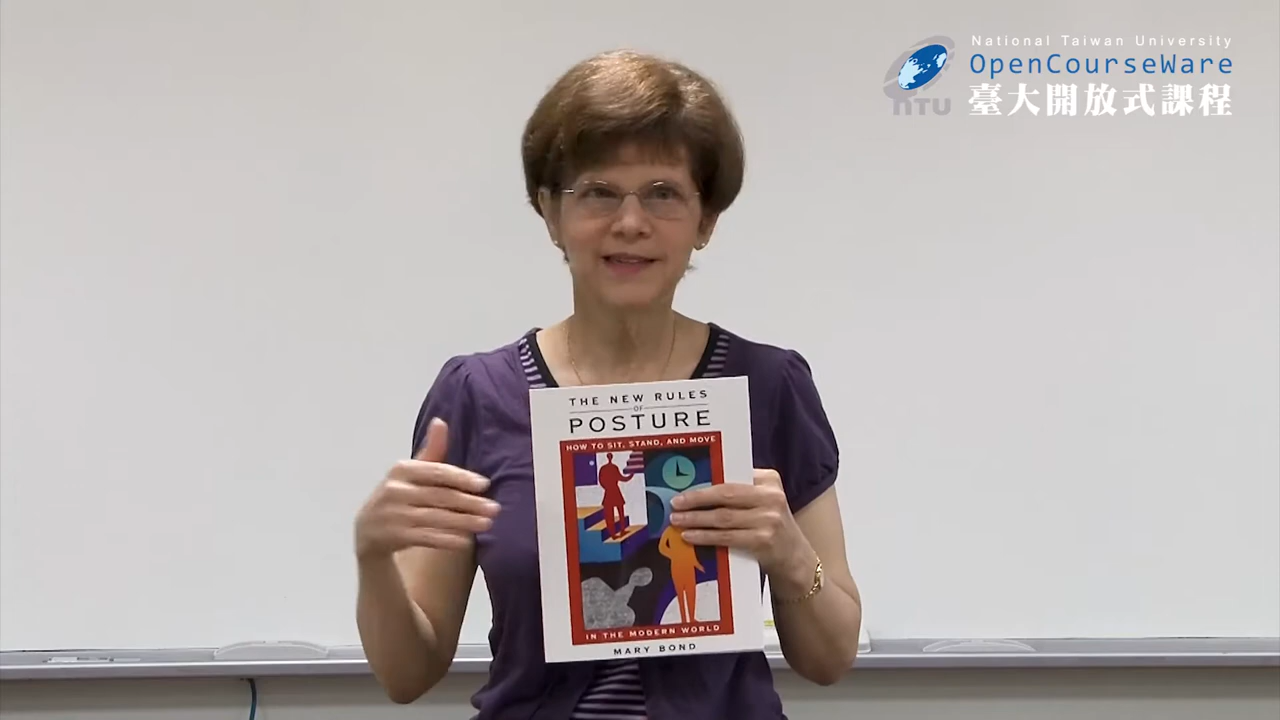 National Taiwan University
OpenCourseWare
臺大開放式課程
NTU
THE NEW RULES
OF
POSTURE
HOW TO SIT, STAND, AND MOVE
IN THE MODERN WORLD
MARY BOND